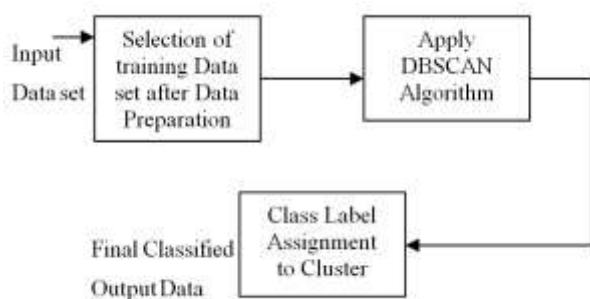 Input
Data set
Selection of
training Data
set after Data
Preparation
Apply
DBSCAN
Algorithm
Class Label
Assignment
to Cluster
Final Classified
Output Data